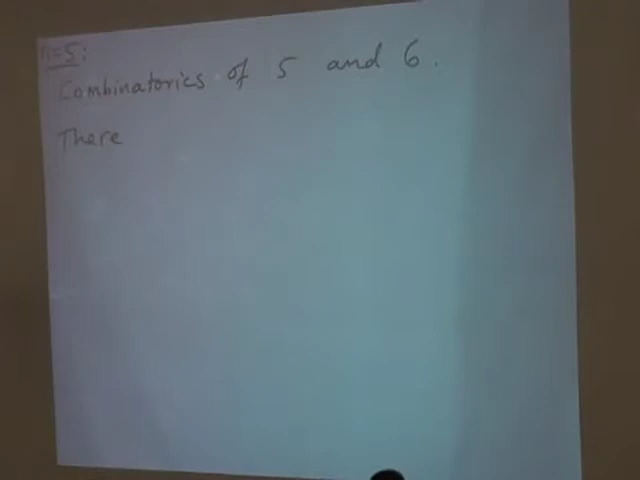 n=5:
Combinatorics of 5 and 6.
There